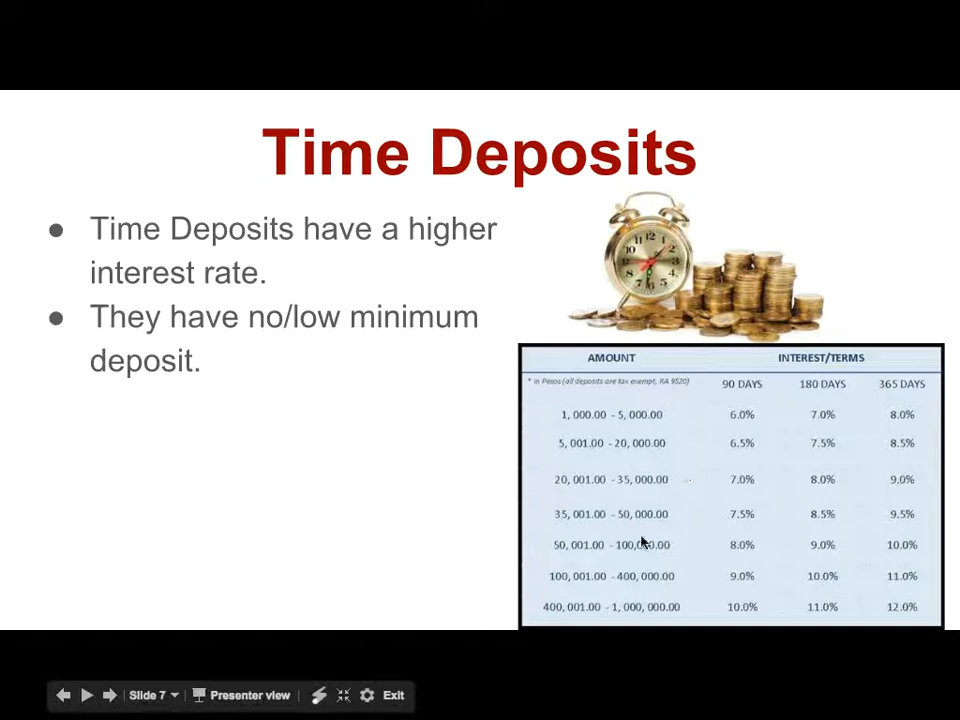 Time Deposits
● Time Deposits have a higher
interest rate.
● They have no/low minimum
deposit.
AMOUNT INTEREST/TERMS
* in Pesos (all deposits are tax exempt, RA 9520) 90 DAYS 180 DAYS 365 DAYS
1, 000.00 - 5, 000.00 6.0% 7.0% 8.0%
5, 001.00 - 20, 000.00 6.5% 7.5% 8.5%
20, 001.00 - 35, 000.00 7.0% 8.0% 9.0%
35, 001.00 - 50, 000.00 7.5% 8.5% 9.5%
50, 001.00 - 100,000.00 8.0% 9.0% 10.0%
100, 001.00 - 400, 000.00 9.0% 10.0% 11.0%
400, 001.00 - 1, 000, 000.00 10.0% 11.0% 12.0%
Slide 7 Presenter view Exit